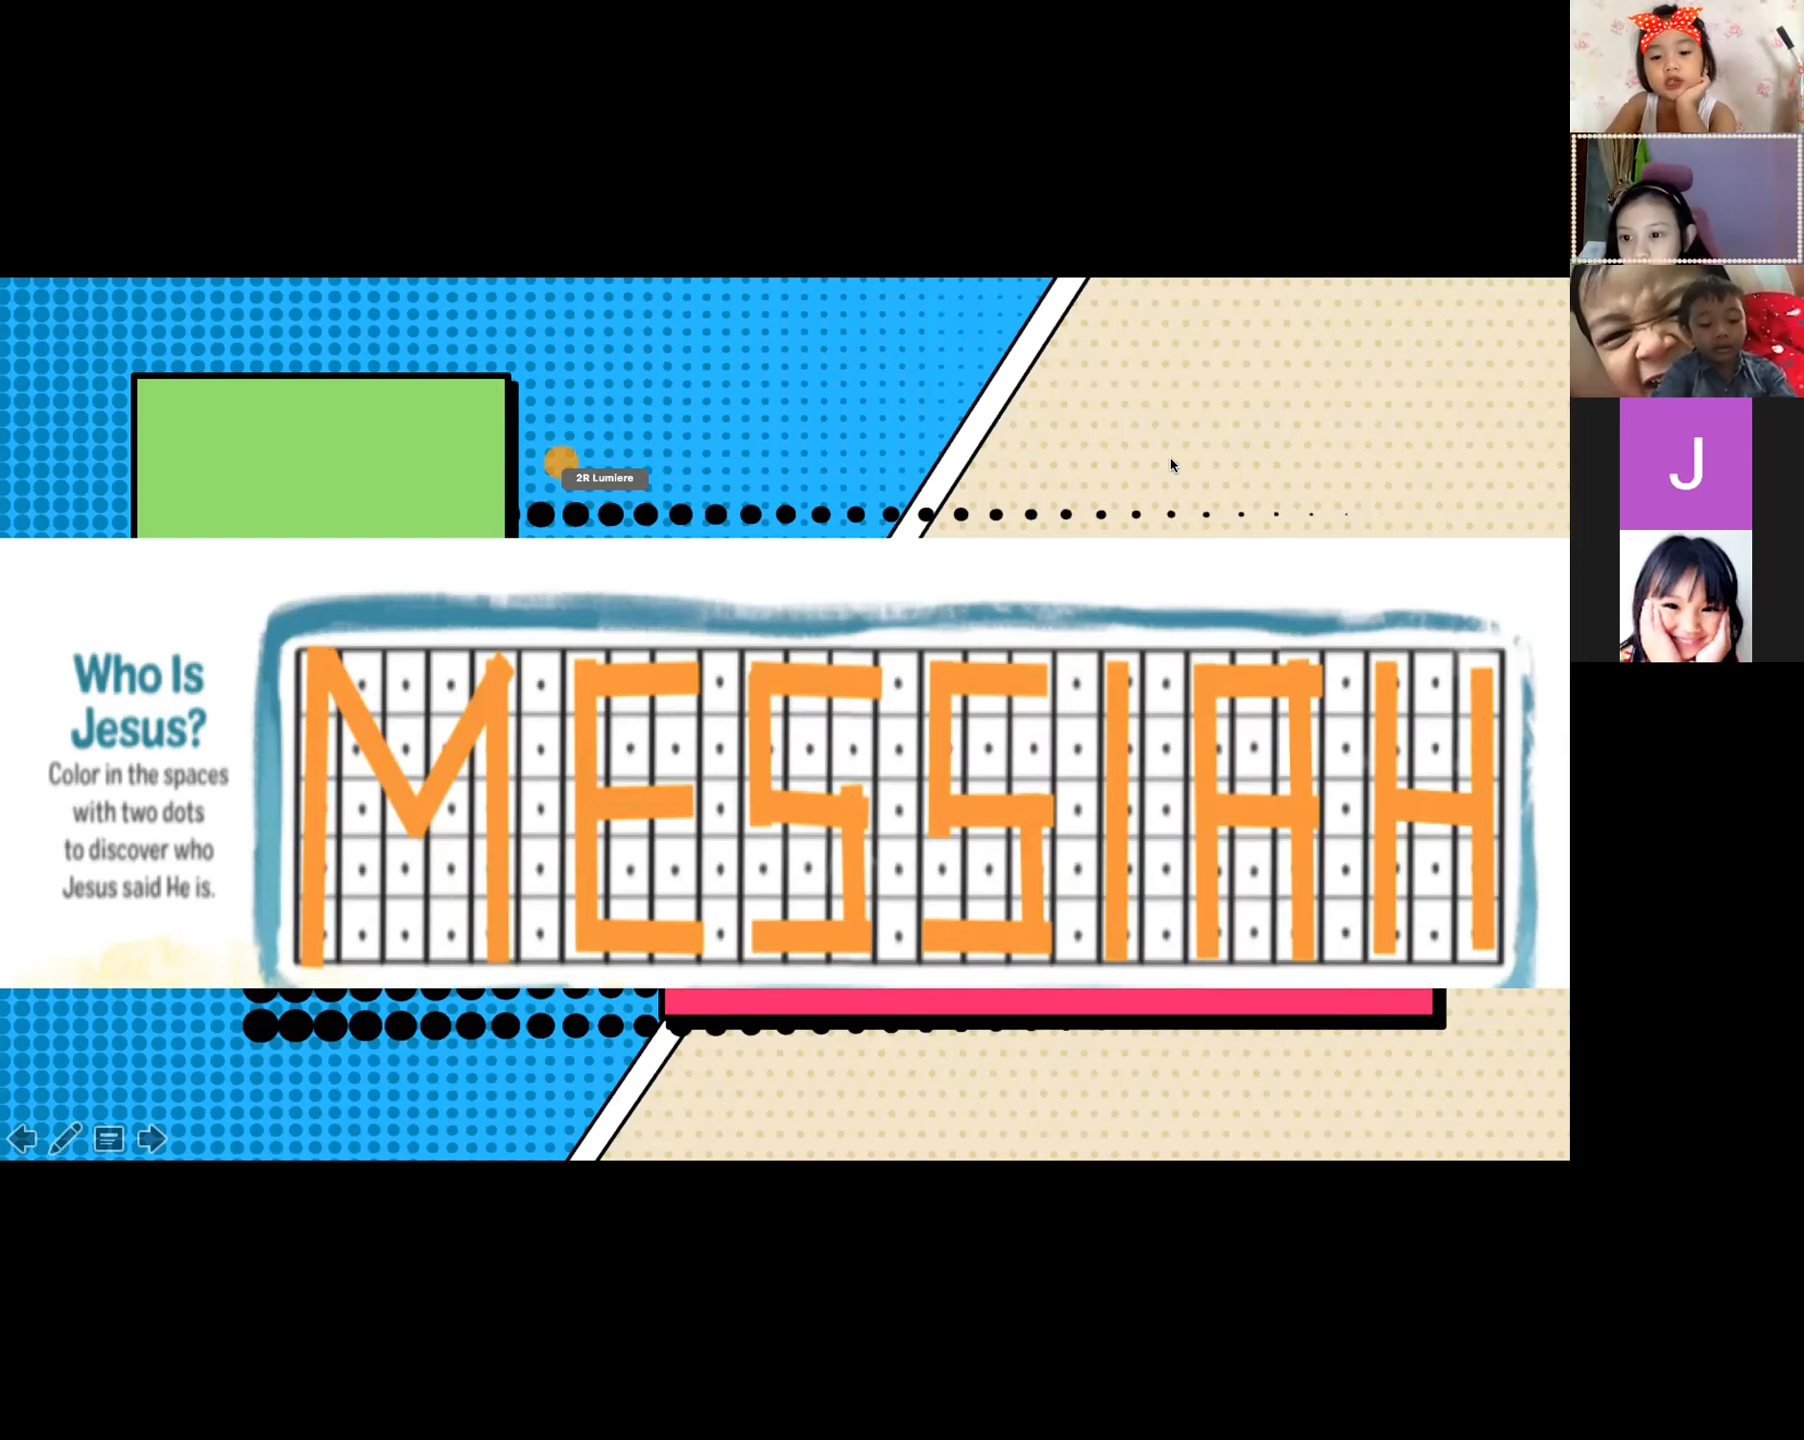 J
2R Lumiere
Who Is
Jesus?
Color in the spaces
with two dots
to discover who
Jesus said He is.
MESSIAH